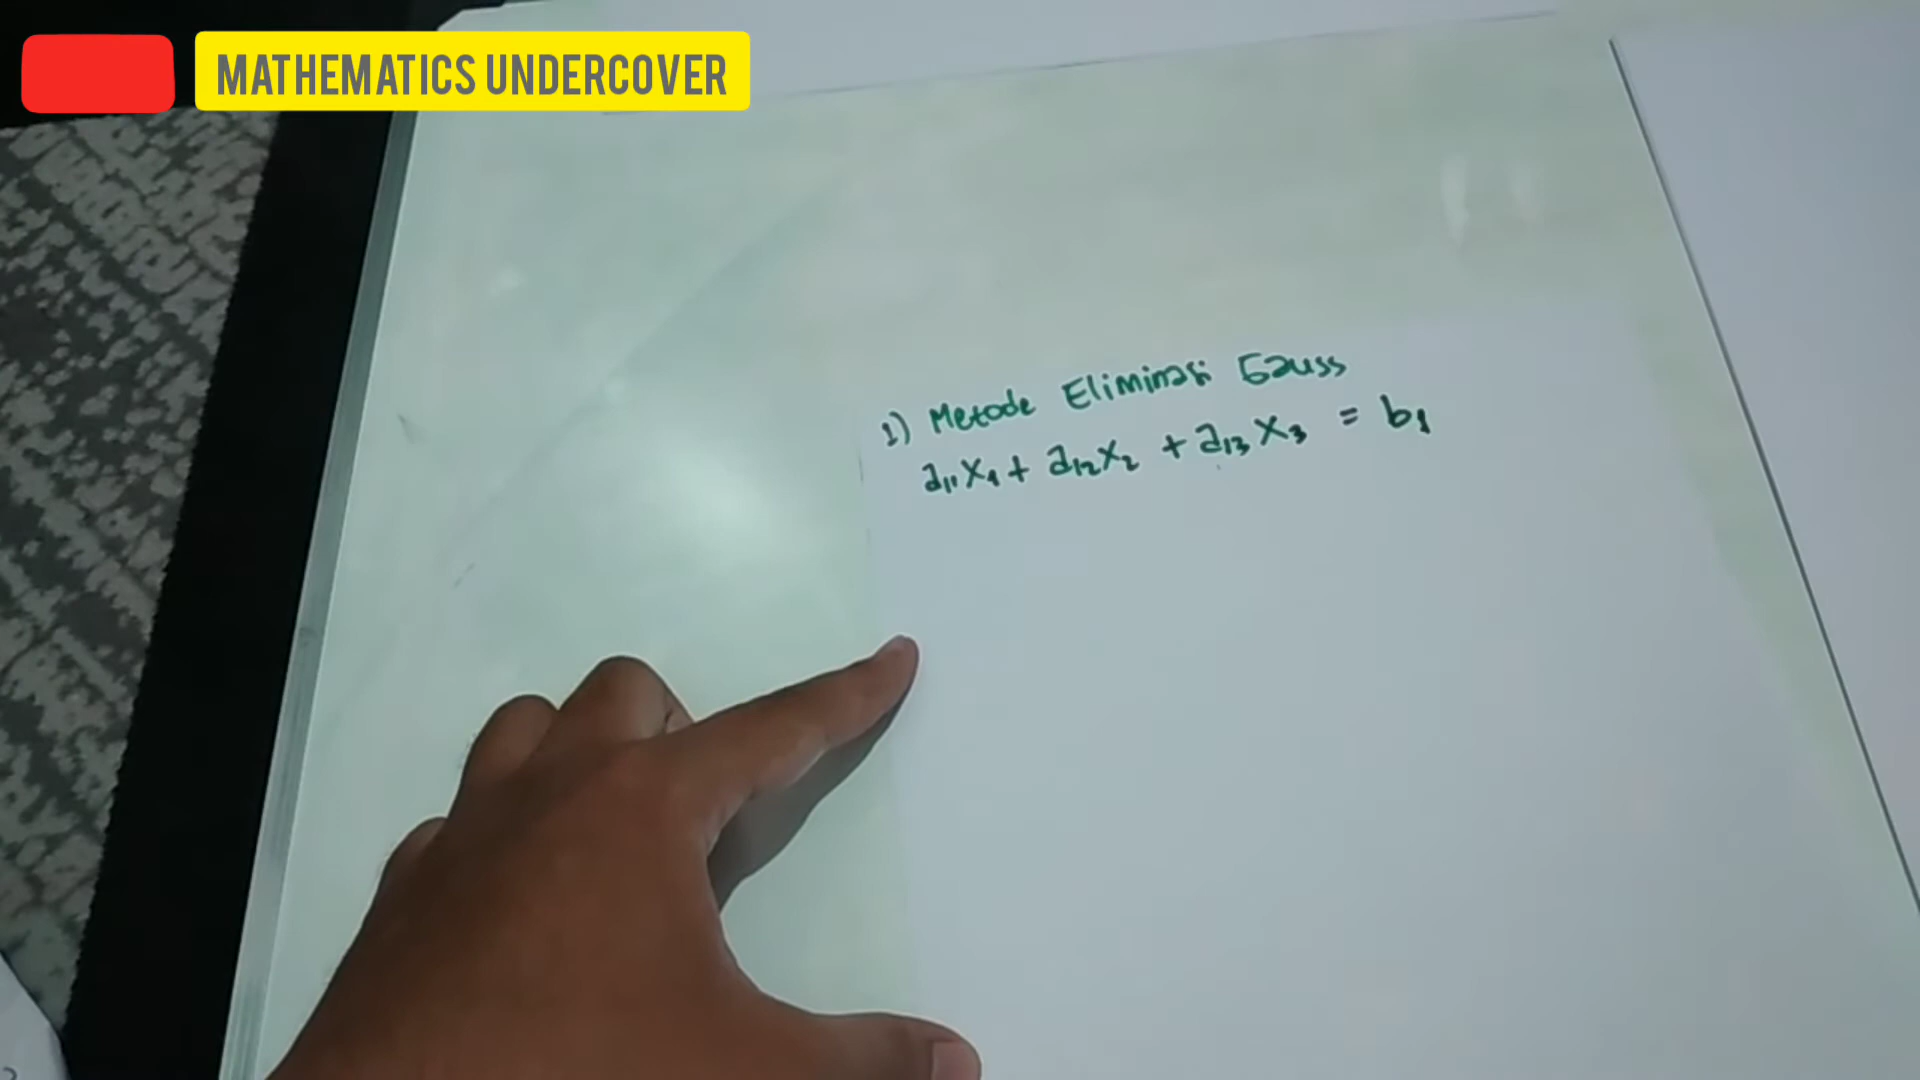 MATHEMATICS UNDERCOVER
1) Metode Eliminasi Gauss
a₁₁x₁ + a₁₂x₂ + a₁₃x₃ = b₁